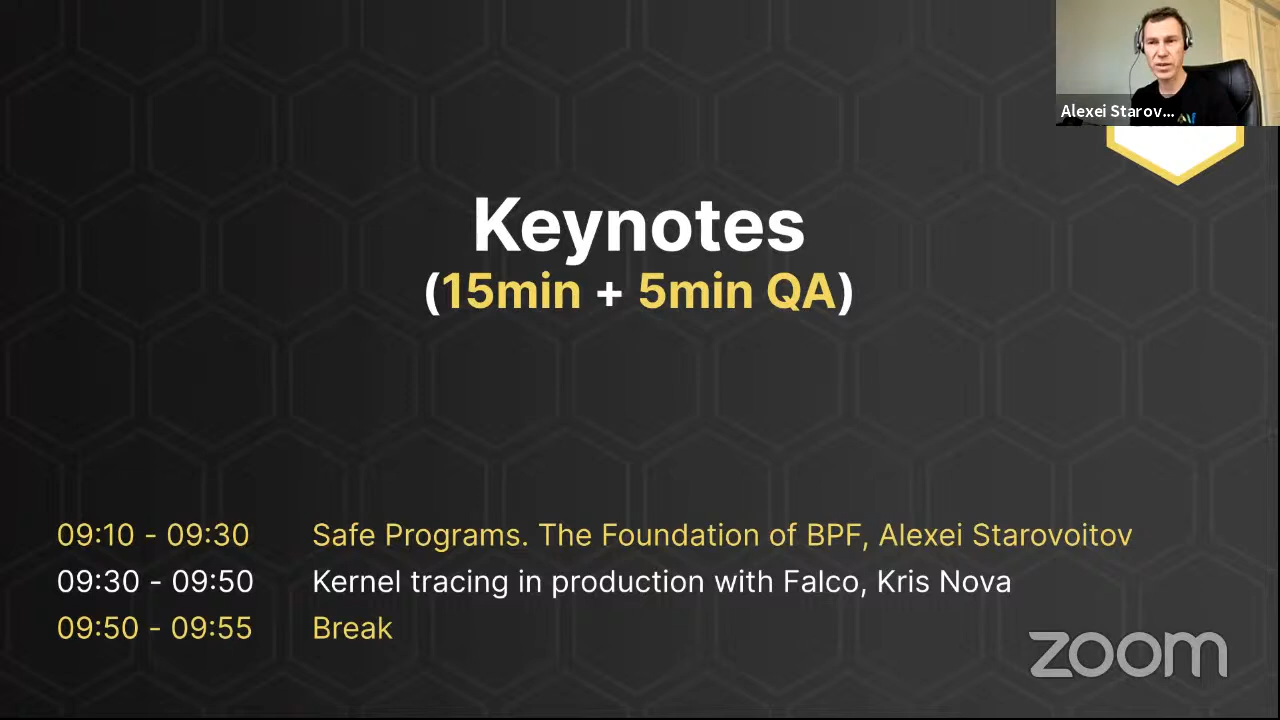 Alexei Starov...
Keynotes
(15min + 5min QA)
09:10 - 09:30 Safe Programs. The Foundation of BPF, Alexei Starovoitov
09:30 - 09:50 Kernel tracing in production with Falco, Kris Nova
09:50 - 09:55 Break
zoom